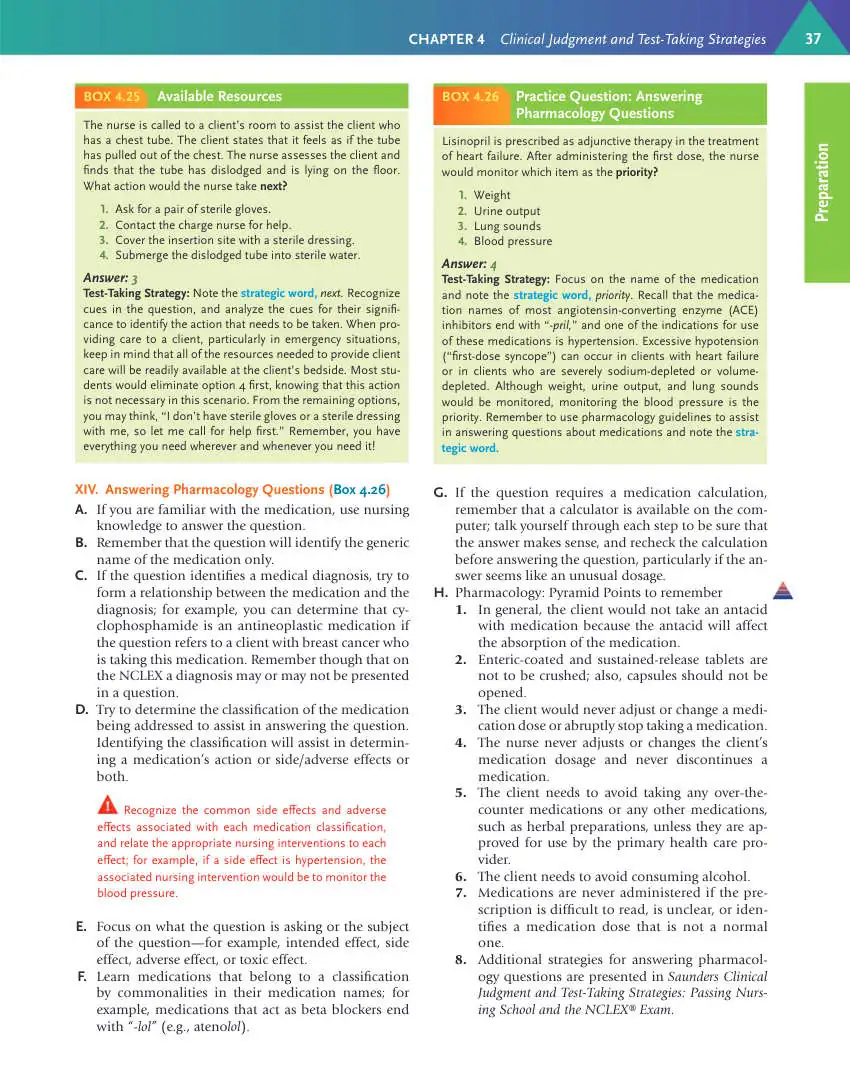 CHAPTER 4 Clinical Judgment and Test-Taking Strategies 37
BOX 4.25 Available Resources
The nurse is called to a client's room to assist the client who
has a chest tube. The client states that it feels as if the tube
has pulled out of the chest. The nurse assesses the client and
finds that the tube has dislodged and is lying on the floor.
What action would the nurse take next?
1. Ask for a pair of sterile gloves.
2. Contact the charge nurse for help.
3. Cover the insertion site with a sterile dressing.
4. Submerge the dislodged tube into sterile water.
Answer: 3
Test-Taking Strategy: Note the strategic word, next. Recognize
cues in the question, and analyze the cues for their signifi-
cance to identify the action that needs to be taken. When pro-
viding care to a client, particularly in emergency situations,
keep in mind that all of the resources needed to provide client
care will be readily available at the client's bedside. Most stu-
dents would eliminate option 4 first, knowing that this action
is not necessary in this scenario. From the remaining options,
you may think, "I don't have sterile gloves or a sterile dressing
with me, so let me call for help first." Remember, you have
everything you need wherever and whenever you need it!
XIV. Answering Pharmacology Questions (Box 4.26)
A. If you are familiar with the medication, use nursing
knowledge to answer the question.
B. Remember that the question will identify the generic
name of the medication only.
C. If the question identifies a medical diagnosis, try to
form a relationship between the medication and the
diagnosis; for example, you can determine that cy-
clophosphamide is an antineoplastic medication if
the question refers to a client with breast cancer who
is taking this medication. Remember though that on
the NCLEX a diagnosis may or may not be presented
in a question.
D. Try to determine the classification of the medication
being addressed to assist in answering the question.
Identifying the classification will assist in determin-
ing a medication's action or side/adverse effects or
both.
Recognize the common side effects and adverse
effects associated with each medication classification,
and relate the appropriate nursing interventions to each
effect; for example, if a side effect is hypertension, the
associated nursing intervention would be to monitor the
blood pressure.
E. Focus on what the question is asking or the subject
of the question—for example, intended effect, side
effect, adverse effect, or toxic effect.
F. Learn medications that belong to a classification
by commonalities in their medication names; for
example, medications that act as beta blockers end
with "-lol" (e.g., atenolol).
BOX 4.26 Practice Question: Answering
Pharmacology Questions
Lisinopril is prescribed as adjunctive therapy in the treatment
of heart failure. After administering the first dose, the nurse
would monitor which item as the priority?
1. Weight
2. Urine output
3. Lung sounds
4. Blood pressure
Answer: 4
Test-Taking Strategy: Focus on the name of the medication
and note the strategic word, priority. Recall that the medica-
tion names of most angiotensin-converting enzyme (ACE)
inhibitors end with "-pril," and one of the indications for use
of these medications is hypertension. Excessive hypotension
("first-dose syncope") can occur in clients with heart failure
or in clients who are severely sodium-depleted or volume-
depleted. Although weight, urine output, and lung sounds
would be monitored, monitoring the blood pressure is the
priority. Remember to use pharmacology guidelines to assist
in answering questions about medications and note the stra-
tegic word.
G. If the question requires a medication calculation,
remember that a calculator is available on the com-
puter; talk yourself through each step to be sure that
the answer makes sense, and recheck the calculation
before answering the question, particularly if the an-
swer seems like an unusual dosage.
H. Pharmacology: Pyramid Points to remember
1. In general, the client would not take an antacid
with medication because the antacid will affect
the absorption of the medication.
2. Enteric-coated and sustained-release tablets are
not to be crushed; also, capsules should not be
opened.
3. The client would never adjust or change a medi-
cation dose or abruptly stop taking a medication.
4. The nurse never adjusts or changes the client's
medication dosage and never discontinues a
medication.
5. The client needs to avoid taking any over-the-
counter medications or any other medications,
such as herbal preparations, unless they are ap-
proved for use by the primary health care pro-
vider.
6. The client needs to avoid consuming alcohol.
7. Medications are never administered if the pre-
scription is difficult to read, is unclear, or iden-
tifies a medication dose that is not a normal
one.
8. Additional strategies for answering pharmacol-
ogy questions are presented in Saunders Clinical
Judgment and Test-Taking Strategies: Passing Nurs-
ing School and the NCLEX® Exam.
Preparation